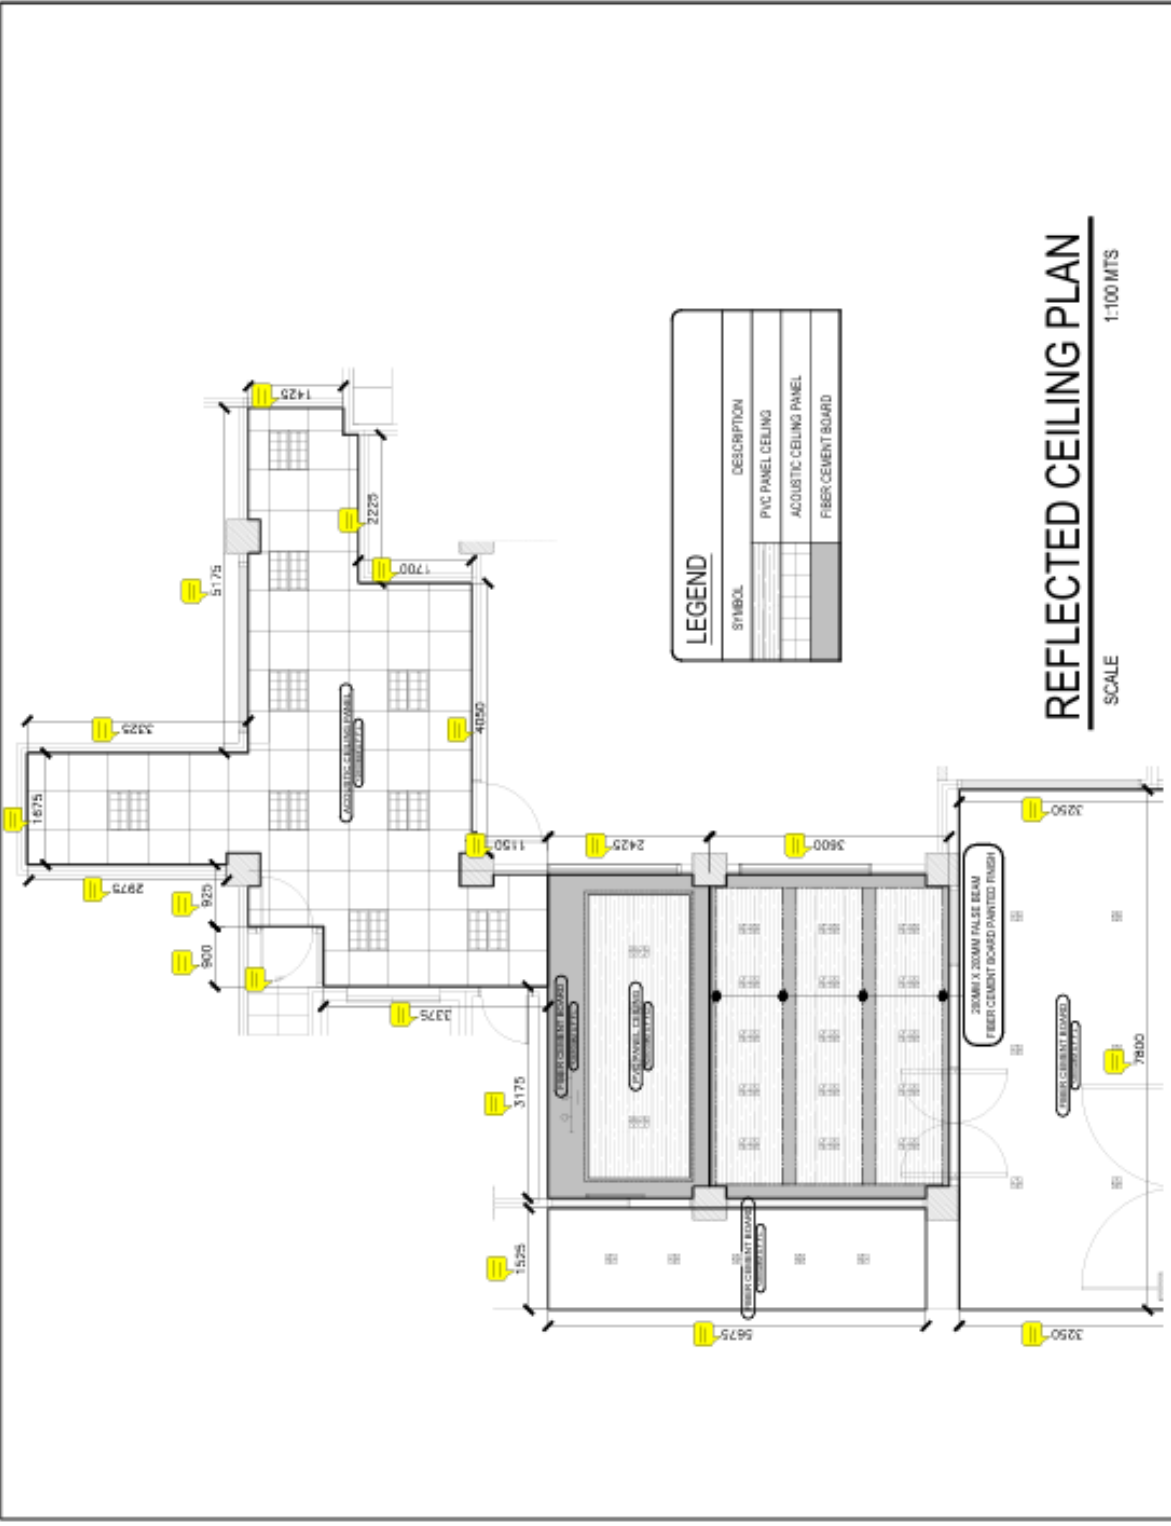 REFLECTED CEILING PLAN
SCALE
1:100 MTS
LEGEND
SYMBOL
DESCRIPTION
PVC PANEL CEILING
ACOUSTIC CEILING PANEL
FIBER CEMENT BOARD
1675
3325
2975
925
900
5175
1425
2225
1700
4050
ACOUSTIC CEILING PANEL
1150
3375
2425
3600
3175
FIBER CEMENT BOARD
PVC PANEL CEILING
1525
FIBER CEMENT BOARD
5675
200MM X 200MM FALSE BEAM
FIBER CEMENT BOARD PAINTED FINISH
3250
FIBER CEMENT BOARD
7800
3250